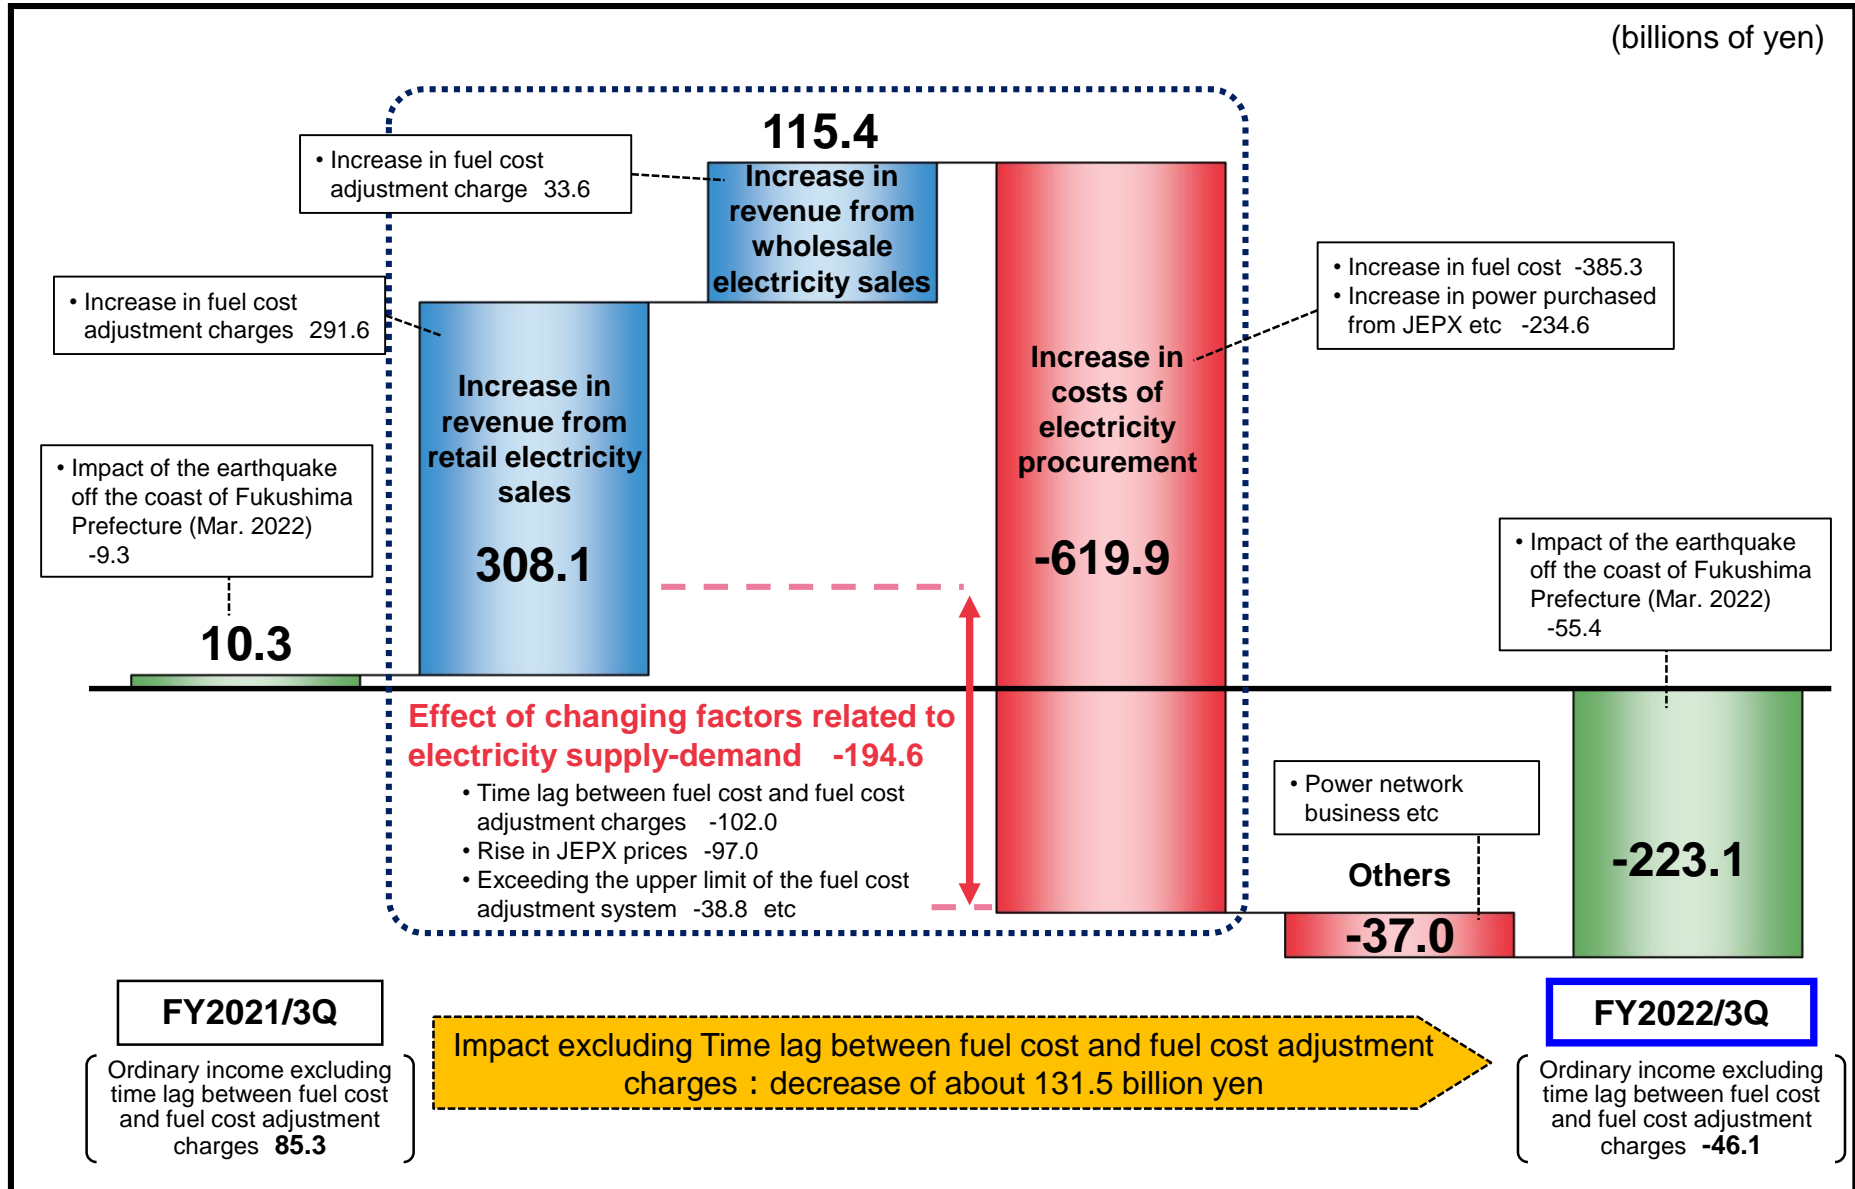 (billions of yen)
115.4
• Increase in fuel cost
adjustment charge 33.6
Increase in
revenue from
wholesale
electricity sales
• Increase in fuel cost -385.3
• Increase in power purchased
from JEPX etc -234.6
• Increase in fuel cost
adjustment charges 291.6
Increase in
revenue from
retail electricity
sales
308.1
Increase in
costs of
electricity
procurement
-619.9
• Impact of the earthquake
off the coast of Fukushima
Prefecture (Mar. 2022)
-9.3
10.3
• Impact of the earthquake
off the coast of Fukushima
Prefecture (Mar. 2022)
-55.4
Effect of changing factors related to
electricity supply-demand -194.6
• Time lag between fuel cost and fuel cost
adjustment charges -102.0
• Rise in JEPX prices -97.0
• Exceeding the upper limit of the fuel cost
adjustment system -38.8 etc
• Power network
business etc
Others
-37.0
-223.1
FY2021/3Q
Ordinary income excluding
time lag between fuel cost
and fuel cost adjustment
charges 85.3
Impact excluding Time lag between fuel cost and fuel cost adjustment
charges : decrease of about 131.5 billion yen
FY2022/3Q
Ordinary income excluding
time lag between fuel cost
and fuel cost adjustment
charges -46.1